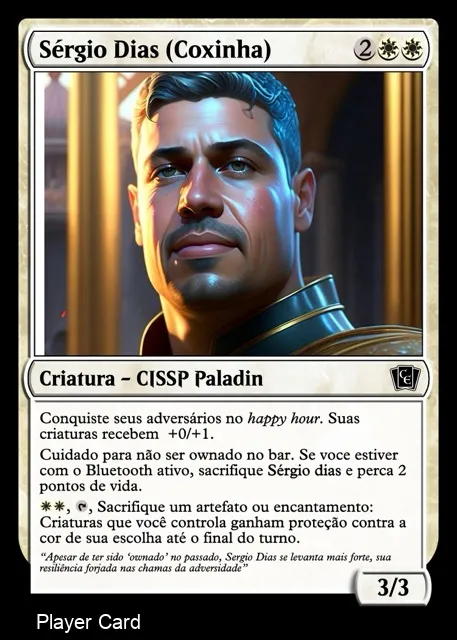 Sérgio Dias (Coxinha) 2
Criatura – CISSP Paladin
CE
Conquiste seus adversários no happy hour. Suas
criaturas recebem +0/+1.
Cuidado para não ser ownado no bar. Se voce estiver
com o Bluetooth ativo, sacrifique Sérgio dias e perca 2
pontos de vida.
, , Sacrifique um artefato ou encantamento:
Criaturas que você controla ganham proteção contra a
cor de sua escolha até o final do turno.
“Apesar de ter sido ‘ownado’ no passado, Sergio Dias se levanta mais forte, sua
resiliência forjada nas chamas da adversidade”
3/3
Player Card